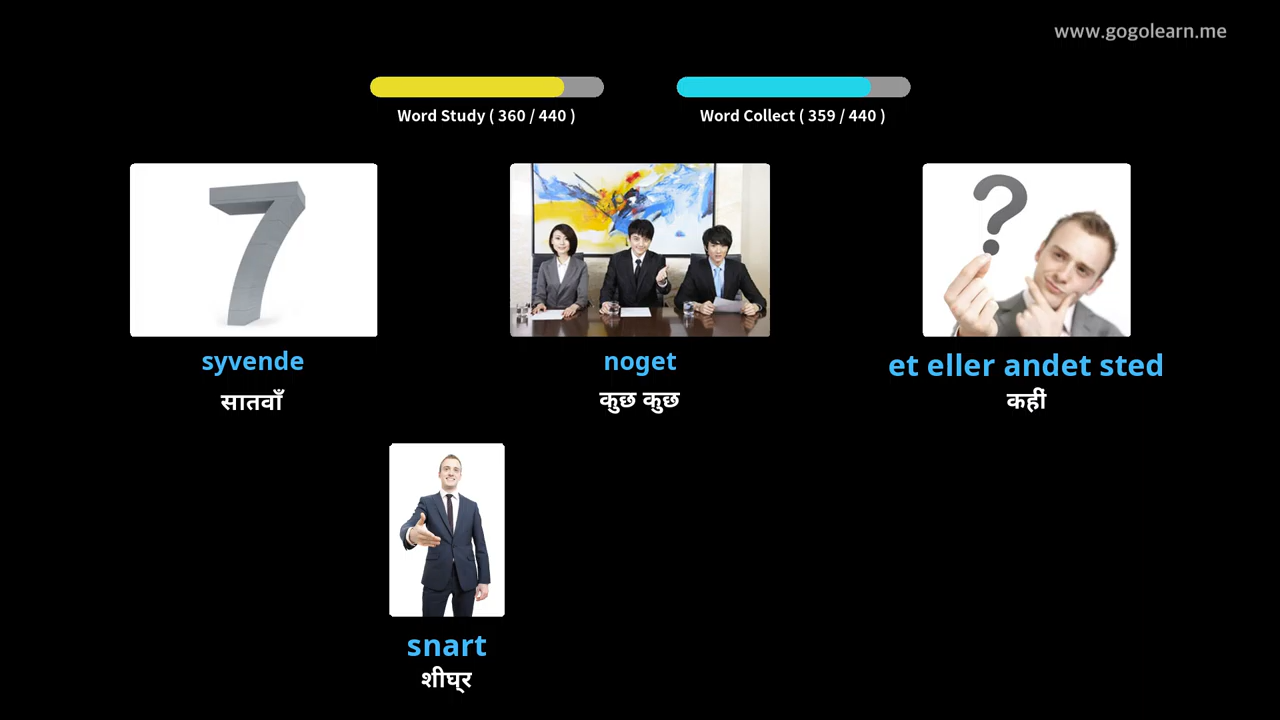 www.gogolearn.me
Word Study ( 360 / 440 )
Word Collect ( 359 / 440 )
7
?
syvende
सातवाँ
noget
कुछ कुछ
et eller andet sted
कहीं
snart
शीघ्र